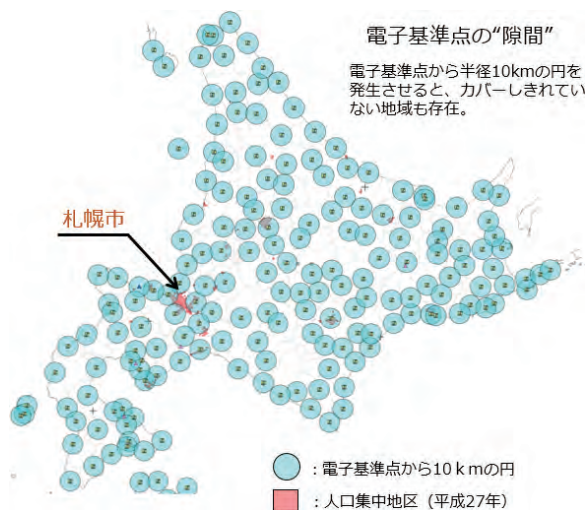 電子基準点の“隙間”
電子基準点から半径10kmの円を
発生させると、カバーしきれてい
ない地域も存在。
札幌市
：電子基準点から10ｋｍの円
：人口集中地区（平成27年）